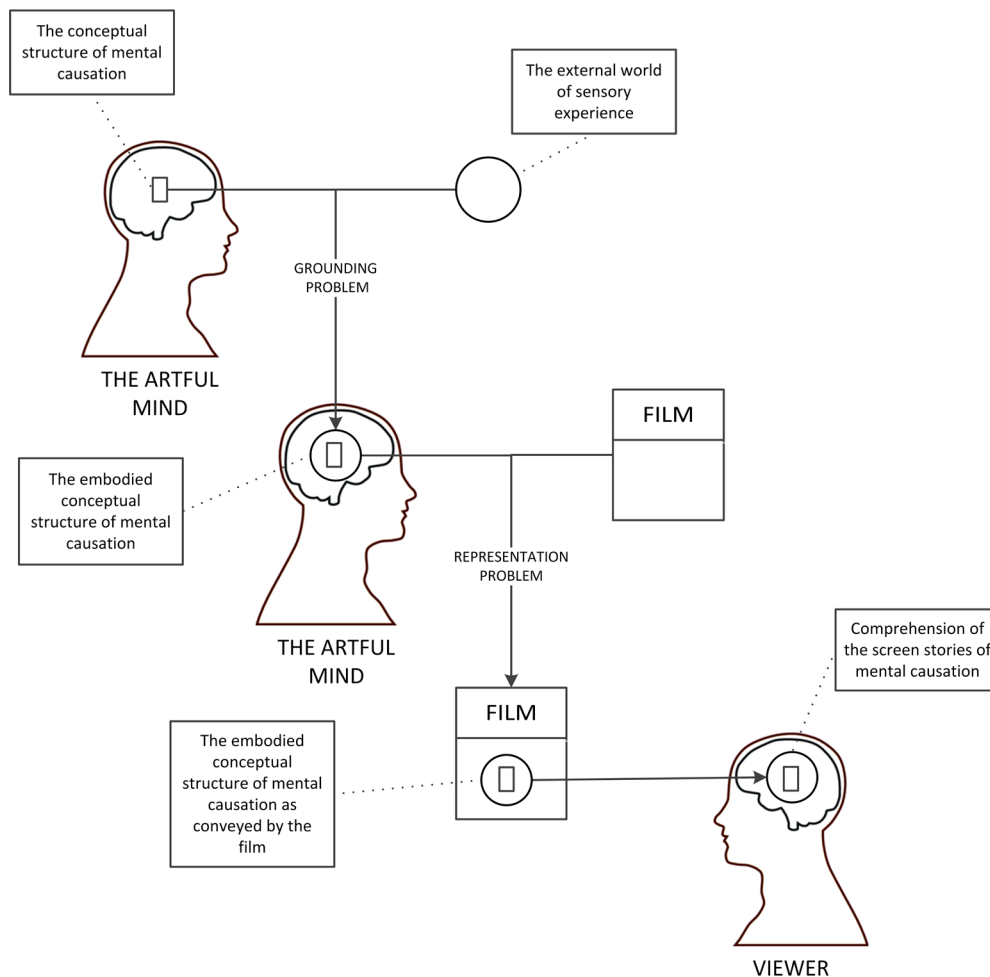 The conceptual
structure of mental
causation
The external world
of sensory
experience
GROUNDING
PROBLEM
THE ARTFUL
MIND
FILM
The embodied
conceptual
structure of mental
causation
REPRESENTATION
PROBLEM
THE ARTFUL
MIND
Comprehension of
the screen stories of
mental causation
FILM
The embodied
conceptual
structure of mental
causation as
conveyed by the
film
VIEWER